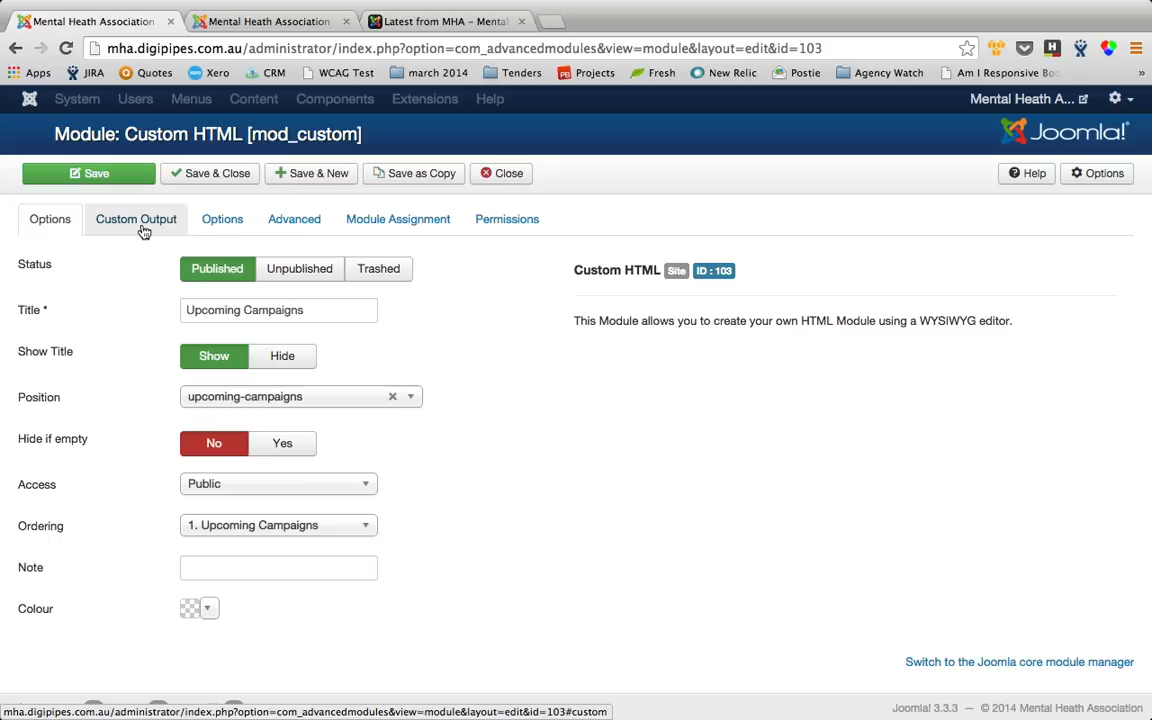 Mental Heath Association
Mental Heath Association
Latest from MHA – Mental
mha.digipipes.com.au/administrator/index.php?option=com_advancedmodules&view=module&layout=edit&id=103
Apps JIRA Quotes Xero CRM WCAG Test march 2014 Tenders Projects Fresh New Relic Postie Agency Watch Am I Responsive Boo »
System Users Menus Content Components Extensions Help Mental Heath A...
Module: Custom HTML [mod_custom] Joomla!®
Save Save & Close Save & New Save as Copy Close Help Options
Options Custom Output Options Advanced Module Assignment Permissions
Status Published Unpublished Trashed
Custom HTML Site ID : 103
Title * Upcoming Campaigns
This Module allows you to create your own HTML Module using a WYSIWYG editor.
Show Title Show Hide
Position upcoming-campaigns
Hide if empty No Yes
Access Public
Ordering 1. Upcoming Campaigns
Note
Colour
Switch to the Joomla core module manager
mha.digipipes.com.au/administrator/index.php?option=com_advancedmodules&view=module&layout=edit&id=103#custom
Joomla! 3.3.3 — © 2014 Mental Heath Association